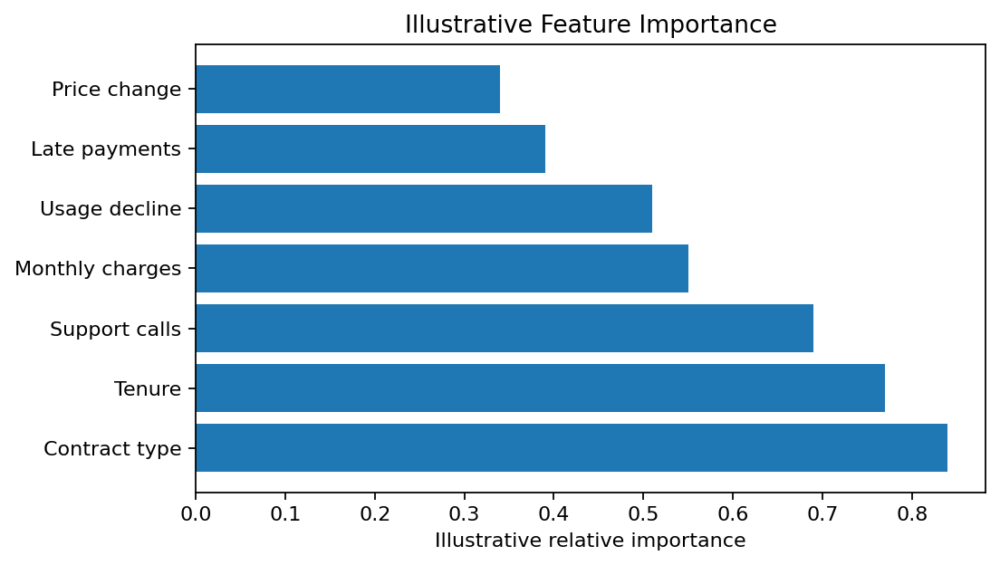 Illustrative Feature Importance
Price change
Late payments
Usage decline
Monthly charges
Support calls
Tenure
Contract type
0.0 0.1 0.2 0.3 0.4 0.5 0.6 0.7 0.8
Illustrative relative importance